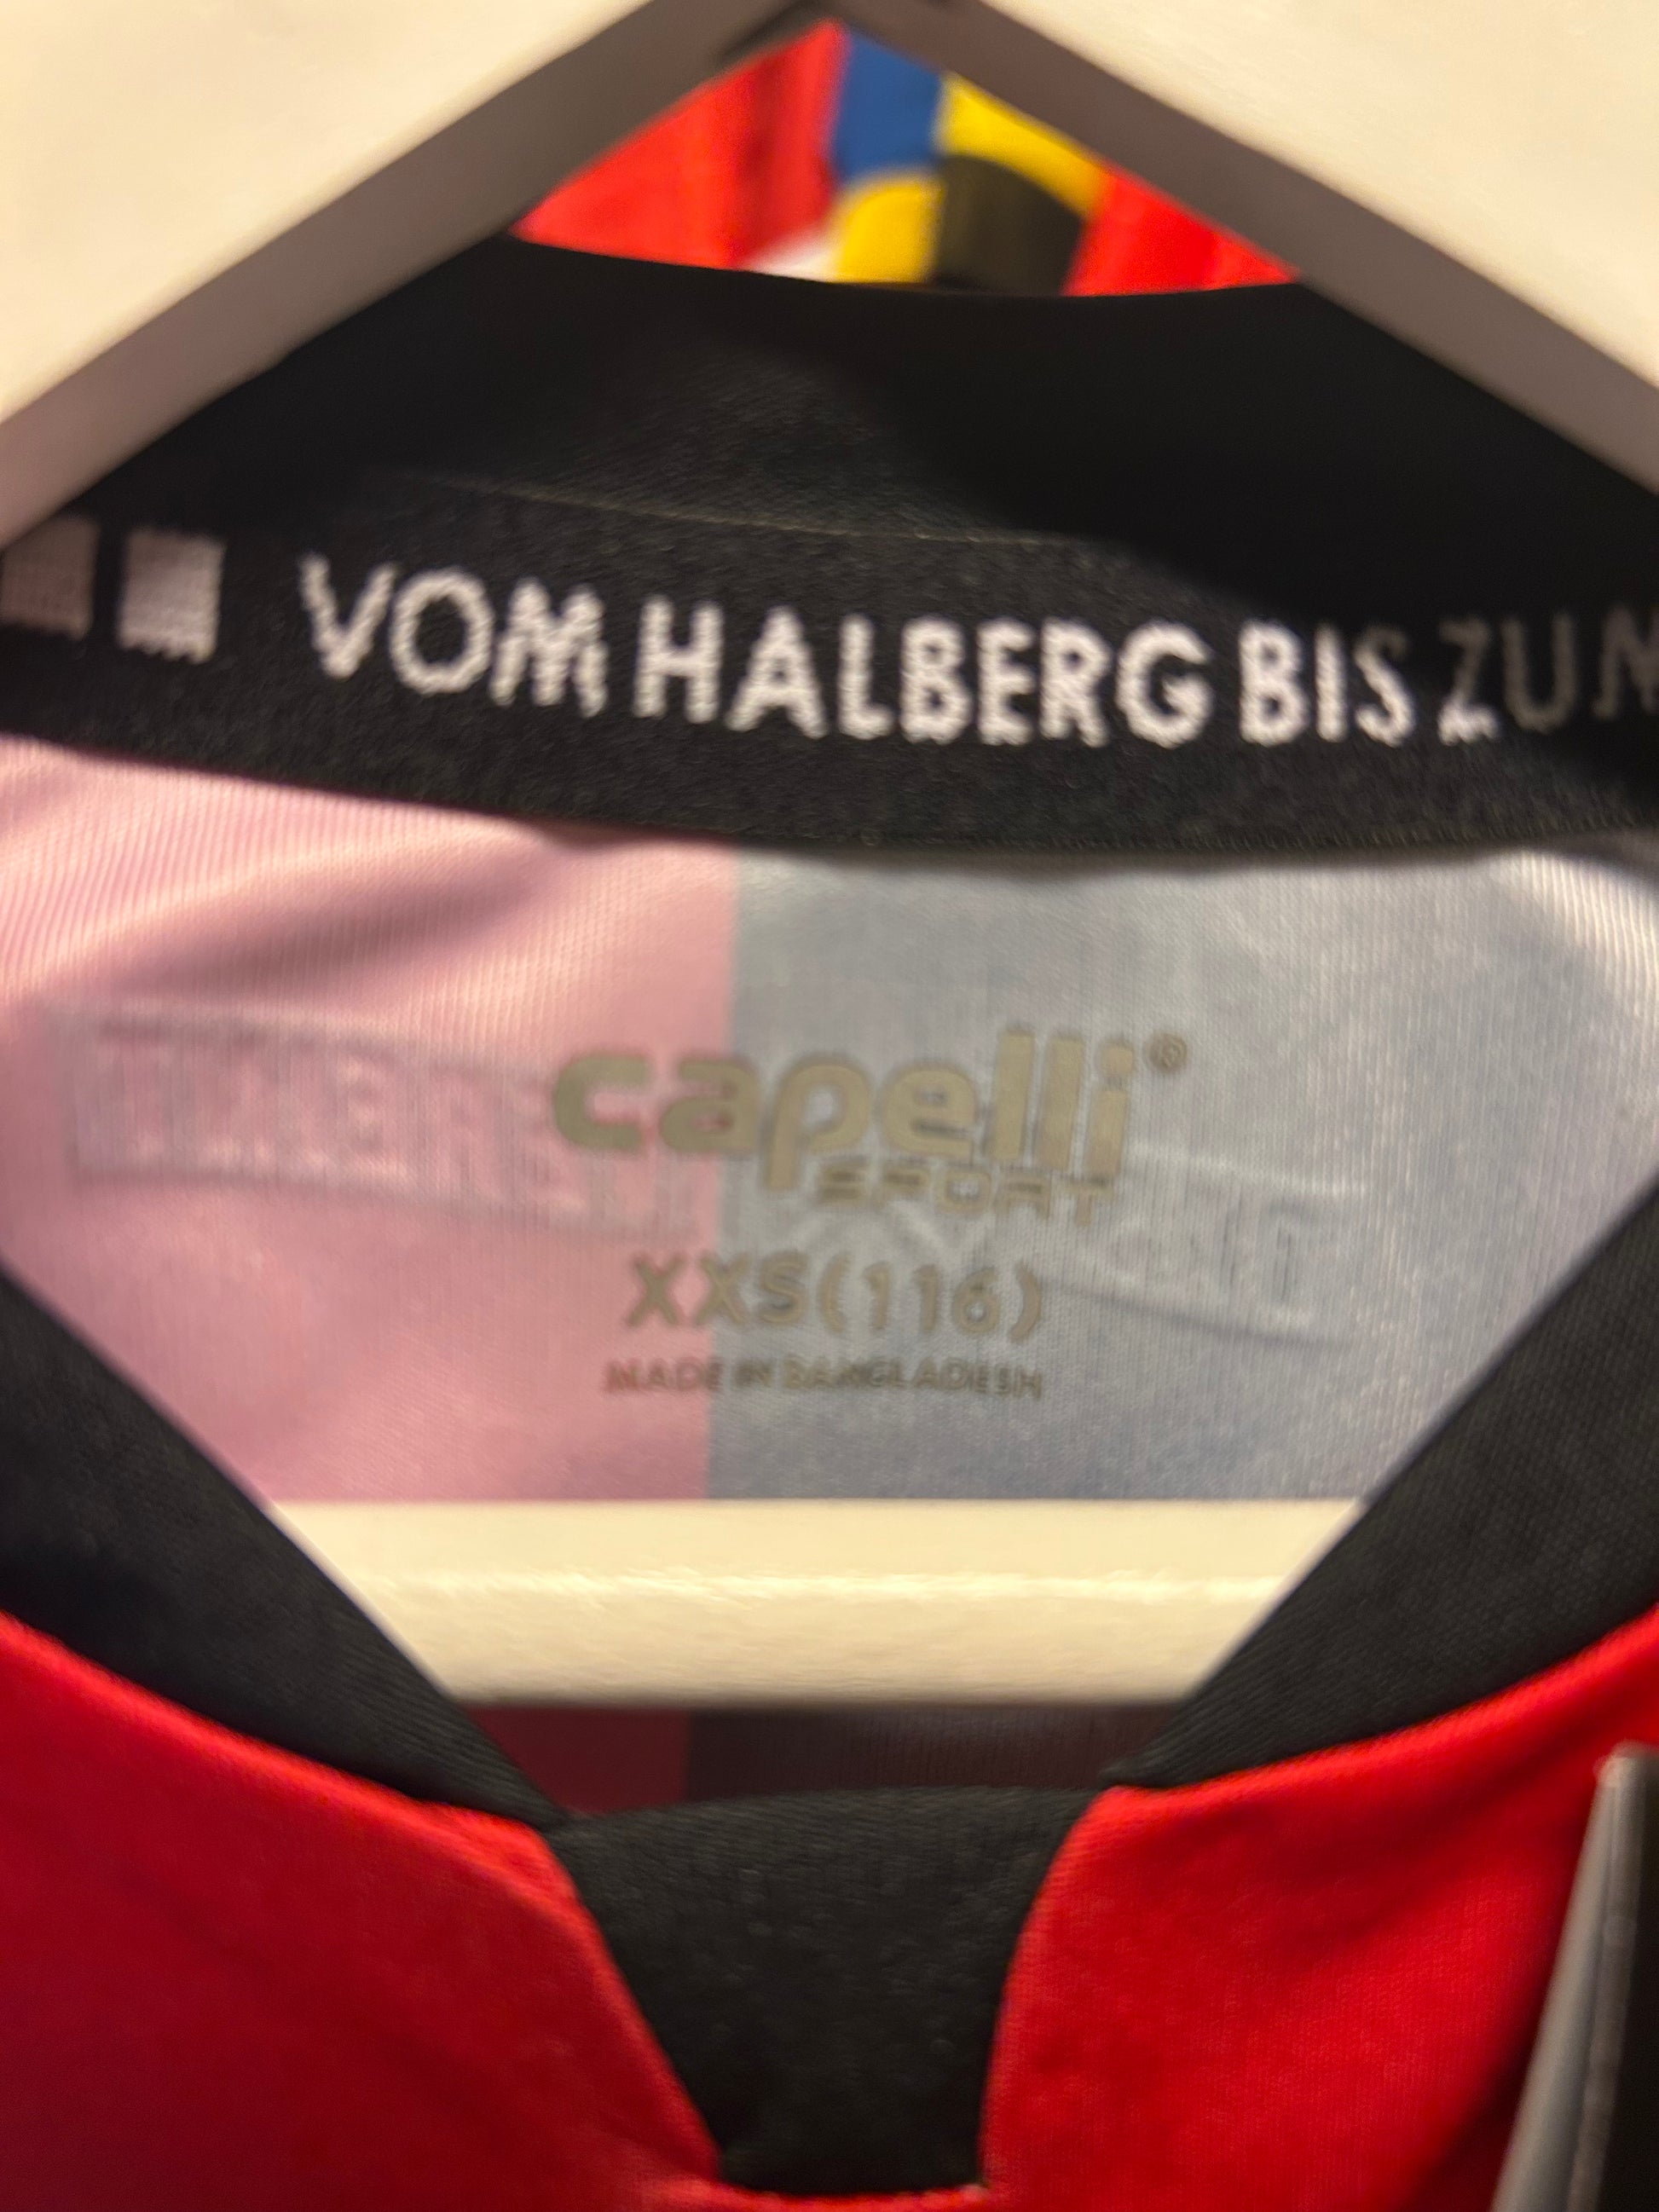 VOM HALBERG BIS ZUM
capelli®
SPORT
XXS(116)
MADE IN BANGLADESH